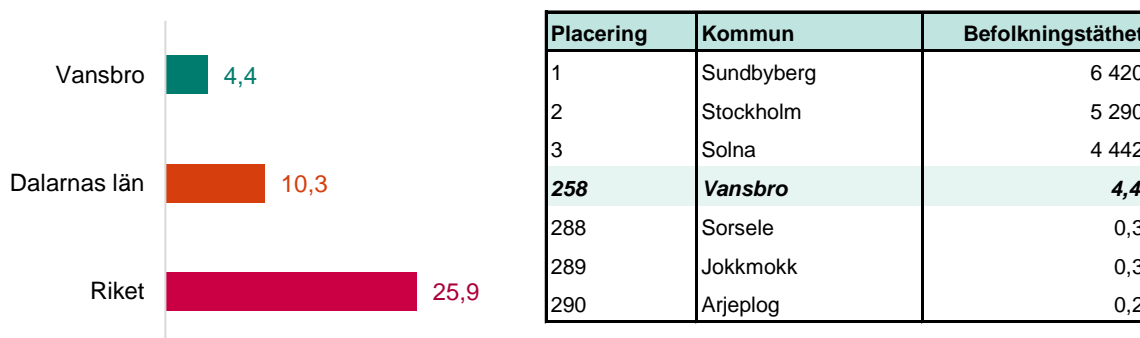 Vansbro 4,4
Dalarnas län 10,3
Riket 25,9
Placering Kommun Befolkningstäthet
1 Sundbyberg 6 420
2 Stockholm 5 290
3 Solna 4 442
258 Vansbro 4,4
288 Sorsele 0,3
289 Jokkmokk 0,3
290 Arjeplog 0,2